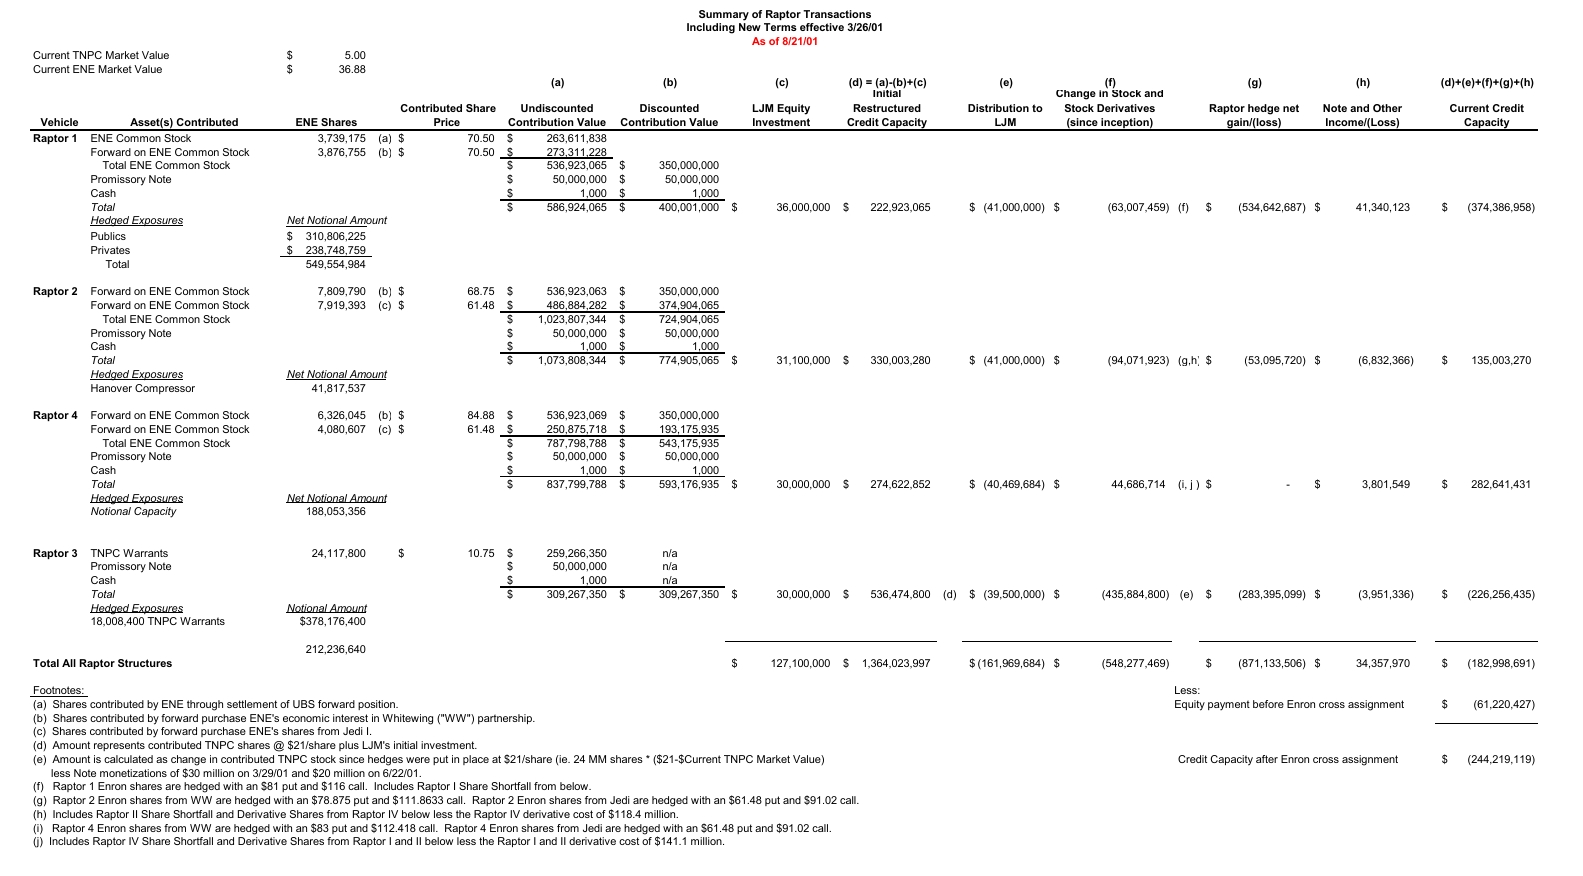 Summary of Raptor Transactions
Including New Terms effective 3/26/01
As of 8/21/01
Current TNPC Market Value $ 5.00
Current ENE Market Value $ 36.88
(a) (b) (c) (d) = (a)-(b)+(c) (e) (f) (g) (h) (d)+(e)+(f)+(g)+(h)
Initial Change in Stock and
Contributed Share Undiscounted Discounted LJM Equity Restructured Distribution to Stock Derivatives Raptor hedge net Note and Other Current Credit
Vehicle Asset(s) Contributed ENE Shares Price Contribution Value Contribution Value Investment Credit Capacity LJM (since inception) gain/(loss) Income/(Loss) Capacity
Raptor 1 ENE Common Stock 3,739,175 (a) $ 70.50 $ 263,611,838
Forward on ENE Common Stock 3,876,755 (b) $ 70.50 $ 273,311,228
Total ENE Common Stock $ 536,923,065 $ 350,000,000
Promissory Note $ 50,000,000 $ 50,000,000
Cash $ 1,000 $ 1,000
Total $ 586,924,065 $ 400,001,000 $ 36,000,000 $ 222,923,065 $ (41,000,000) $ (63,007,459) (f) $ (534,642,687) $ 41,340,123 $ (374,386,958)
Hedged Exposures Net Notional Amount
Publics $ 310,806,225
Privates $ 238,748,759
Total 549,554,984
Raptor 2 Forward on ENE Common Stock 7,809,790 (b) $ 68.75 $ 536,923,063 $ 350,000,000
Forward on ENE Common Stock 7,919,393 (c) $ 61.48 $ 486,884,282 $ 374,904,065
Total ENE Common Stock $ 1,023,807,344 $ 724,904,065
Promissory Note $ 50,000,000 $ 50,000,000
Cash $ 1,000 $ 1,000
Total $ 1,073,808,344 $ 774,905,065 $ 31,100,000 $ 330,003,280 $ (41,000,000) $ (94,071,923) (g,h) $ (53,095,720) $ (6,832,366) $ 135,003,270
Hedged Exposures Net Notional Amount
Hanover Compressor 41,817,537
Raptor 4 Forward on ENE Common Stock 6,326,045 (b) $ 84.88 $ 536,923,069 $ 350,000,000
Forward on ENE Common Stock 4,080,607 (c) $ 61.48 $ 250,875,718 $ 193,175,935
Total ENE Common Stock $ 787,798,788 $ 543,175,935
Promissory Note $ 50,000,000 $ 50,000,000
Cash $ 1,000 $ 1,000
Total $ 837,799,788 $ 593,176,935 $ 30,000,000 $ 274,622,852 $ (40,469,684) $ 44,686,714 (i, j ) $ - $ 3,801,549 $ 282,641,431
Hedged Exposures Net Notional Amount
Notional Capacity 188,053,356
Raptor 3 TNPC Warrants 24,117,800 $ 10.75 $ 259,266,350 n/a
Promissory Note $ 50,000,000 n/a
Cash $ 1,000 n/a
Total $ 309,267,350 $ 309,267,350 $ 30,000,000 $ 536,474,800 (d) $ (39,500,000) $ (435,884,800) (e) $ (283,395,099) $ (3,951,336) $ (226,256,435)
Hedged Exposures Notional Amount
18,008,400 TNPC Warrants $378,176,400
212,236,640
Total All Raptor Structures $ 127,100,000 $ 1,364,023,997 $ (161,969,684) $ (548,277,469) $ (871,133,506) $ 34,357,970 $ (182,998,691)
Footnotes: Less:
(a) Shares contributed by ENE through settlement of UBS forward position. Equity payment before Enron cross assignment $ (61,220,427)
(b) Shares contributed by forward purchase ENE's economic interest in Whitewing ("WW") partnership.
(c) Shares contributed by forward purchase ENE's shares from Jedi I.
(d) Amount represents contributed TNPC shares @ $21/share plus LJM's initial investment.
(e) Amount is calculated as change in contributed TNPC stock since hedges were put in place at $21/share (ie. 24 MM shares * ($21-$Current TNPC Market Value) Credit Capacity after Enron cross assignment $ (244,219,119)
less Note monetizations of $30 million on 3/29/01 and $20 million on 6/22/01.
(f) Raptor 1 Enron shares are hedged with an $81 put and $116 call. Includes Raptor I Share Shortfall from below.
(g) Raptor 2 Enron shares from WW are hedged with an $78.875 put and $111.8633 call. Raptor 2 Enron shares from Jedi are hedged with an $61.48 put and $91.02 call.
(h) Includes Raptor II Share Shortfall and Derivative Shares from Raptor IV below less the Raptor IV derivative cost of $118.4 million.
(i) Raptor 4 Enron shares from WW are hedged with an $83 put and $112.418 call. Raptor 4 Enron shares from Jedi are hedged with an $61.48 put and $91.02 call.
(j) Includes Raptor IV Share Shortfall and Derivative Shares from Raptor I and II below less the Raptor I and II derivative cost of $141.1 million.